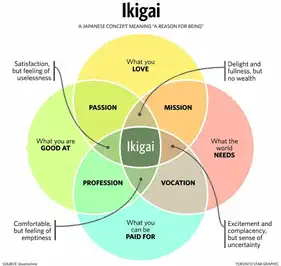 Ikigai
A JAPANESE CONCEPT MEANING "A REASON FOR BEING"
Satisfaction,
but feeling of
uselessness
Delight and
fullness, but
no wealth
What you
LOVE
PASSION
MISSION
What you are
GOOD AT
Ikigai
What the
world
NEEDS
PROFESSION
VOCATION
Comfortable,
but feeling of
emptiness
What you
can be
PAID FOR
Excitement and
complacency,
but sense of
uncertainty
TORONTO STAR GRAPHIC